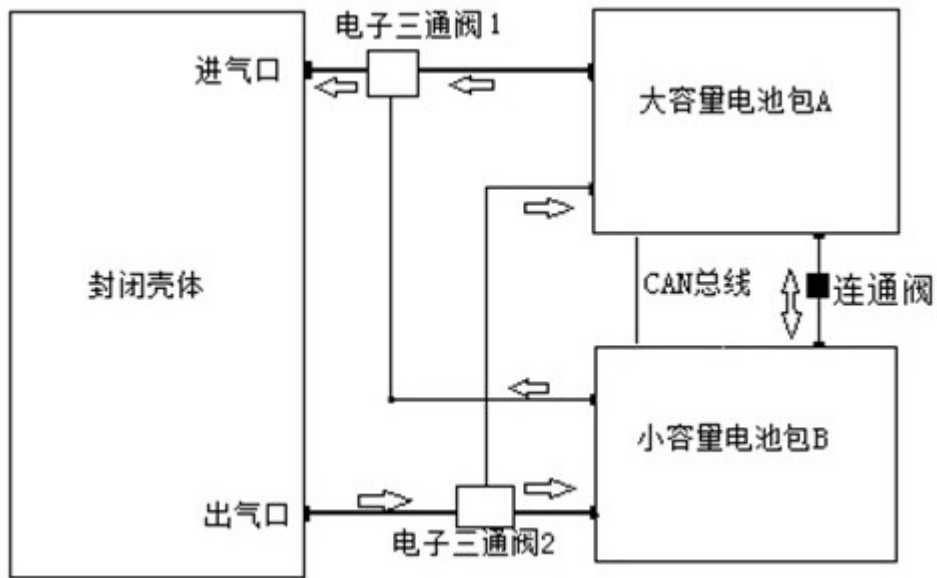 电子三通阀1
进气口
大容量电池包A
封闭壳体
CAN总线
连通阀
小容量电池包B
出气口
电子三通阀2